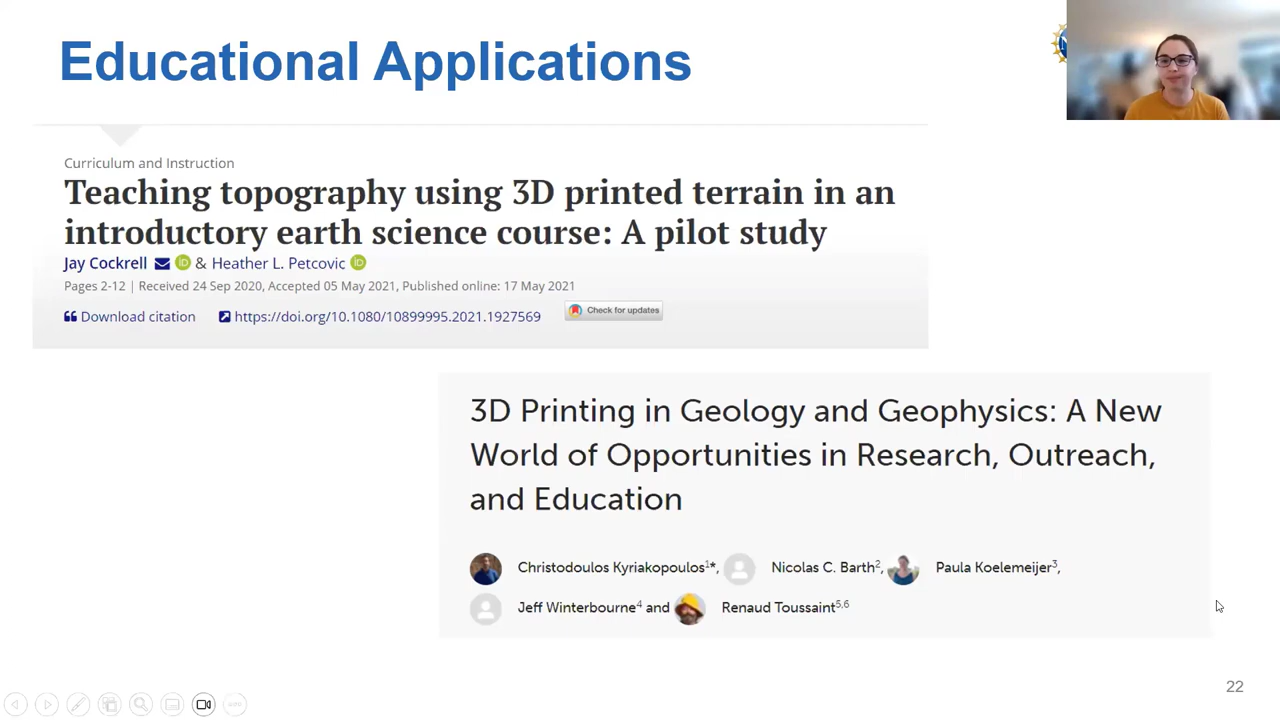 Educational Applications
Curriculum and Instruction
Teaching topography using 3D printed terrain in an
introductory earth science course: A pilot study
Jay Cockrell & Heather L. Petcovic
Pages 2-12 | Received 24 Sep 2020, Accepted 05 May 2021, Published online: 17 May 2021
Download citation https://doi.org/10.1080/10899995.2021.1927569 Check for updates
3D Printing in Geology and Geophysics: A New
World of Opportunities in Research, Outreach,
and Education
Christodoulos Kyriakopoulos1*, Nicolas C. Barth2, Paula Koelemeijer3,
Jeff Winterbourne4 and Renaud Toussaint5,6
22